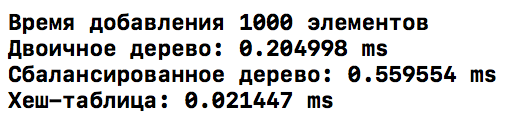 Время добавления 1000 элементов
Двоичное дерево: 0.204998 ms
Сбалансированное дерево: 0.559554 ms
Хеш-таблица: 0.021447 ms